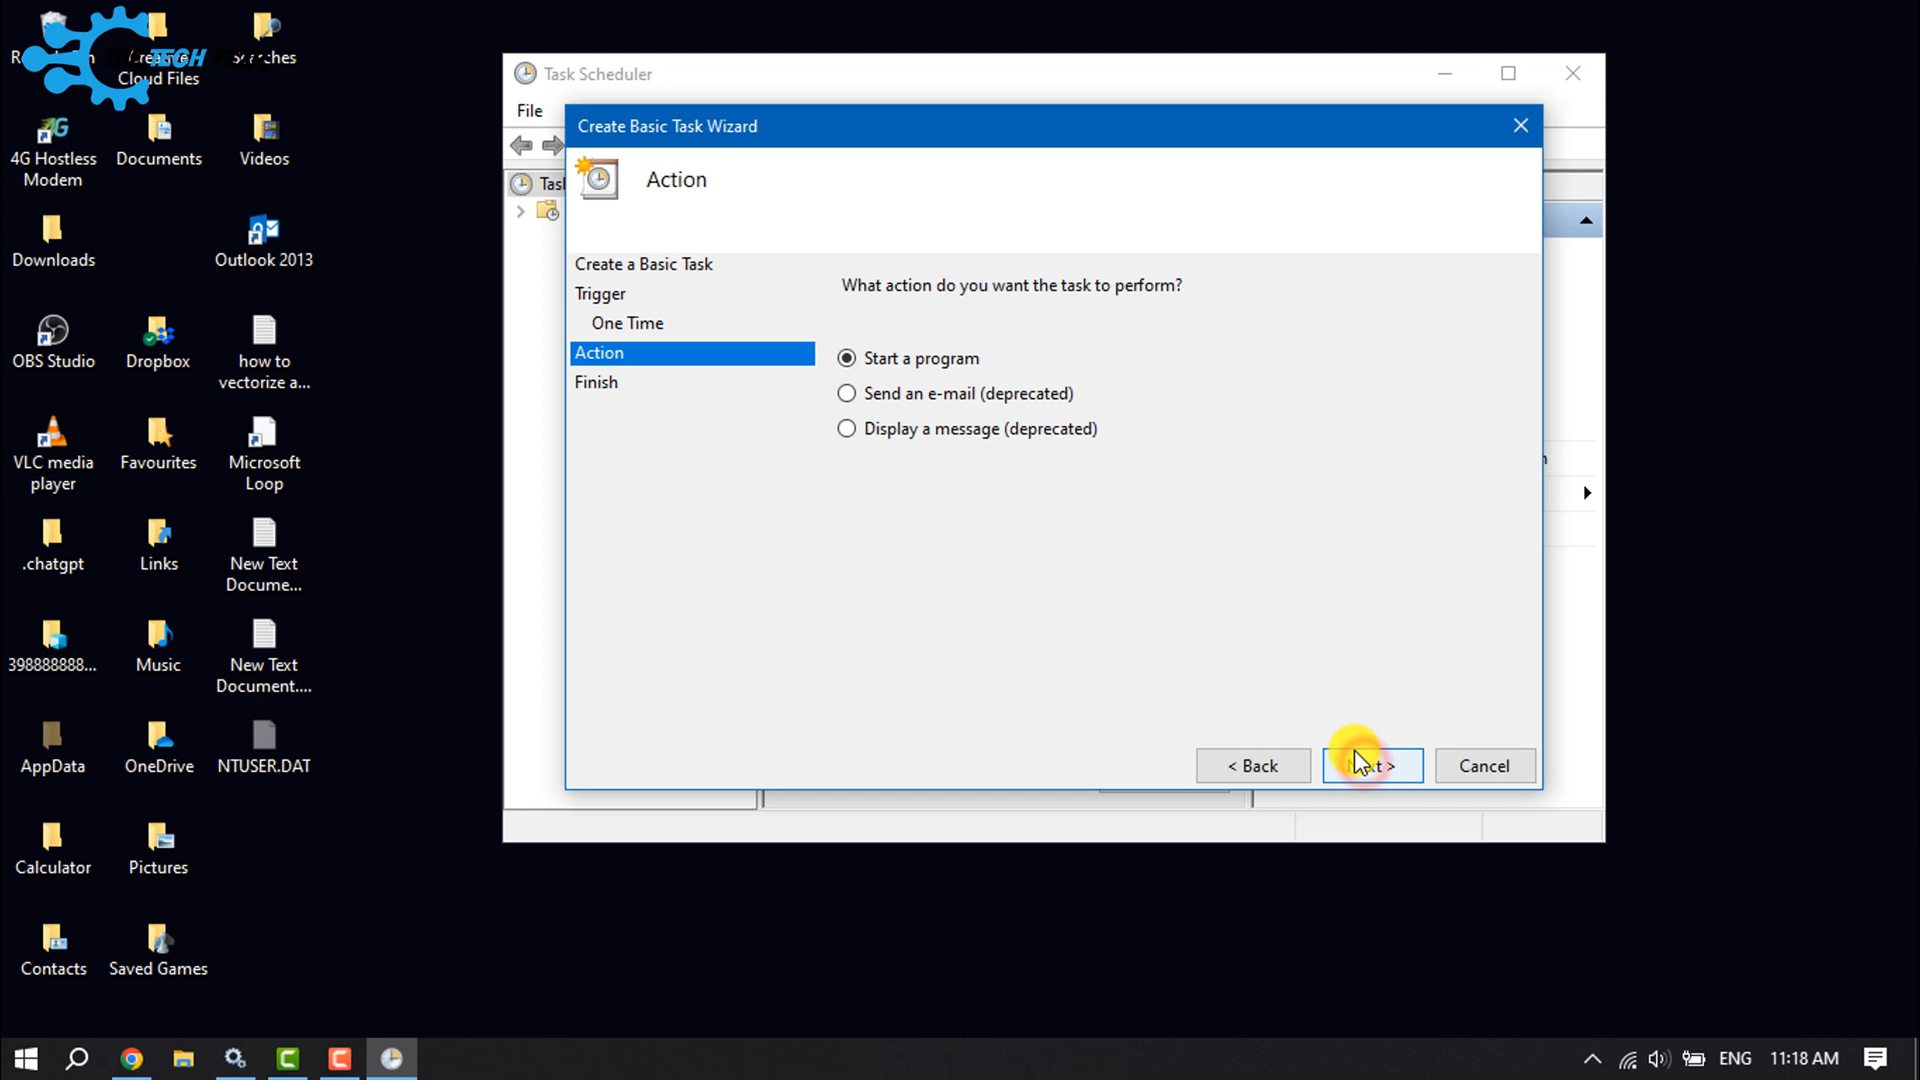 TECH
Creative
Cloud Files
Searches
4G Hostless
Modem
Documents
Videos
Downloads
Outlook 2013
OBS Studio
Dropbox
how to
vectorize a...
VLC media
player
Favourites
Microsoft
Loop
.chatgpt
Links
New Text
Docume...
398888888...
Music
New Text
Document....
AppData
OneDrive
NTUSER.DAT
Calculator
Pictures
Contacts
Saved Games
Task Scheduler
File
Create Basic Task Wizard
Action
Create a Basic Task
Trigger
One Time
Action
Finish
What action do you want the task to perform?
Start a program
Send an e-mail (deprecated)
Display a message (deprecated)
< Back
Next >
Cancel
ENG
11:18 AM